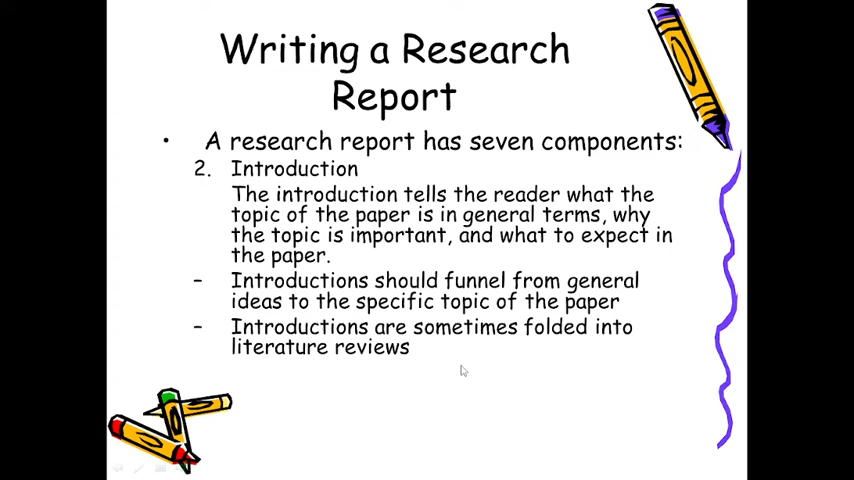 Writing a Research
Report
• A research report has seven components:
2. Introduction
The introduction tells the reader what the
topic of the paper is in general terms, why
the topic is important, and what to expect in
the paper.
– Introductions should funnel from general
ideas to the specific topic of the paper
– Introductions are sometimes folded into
literature reviews